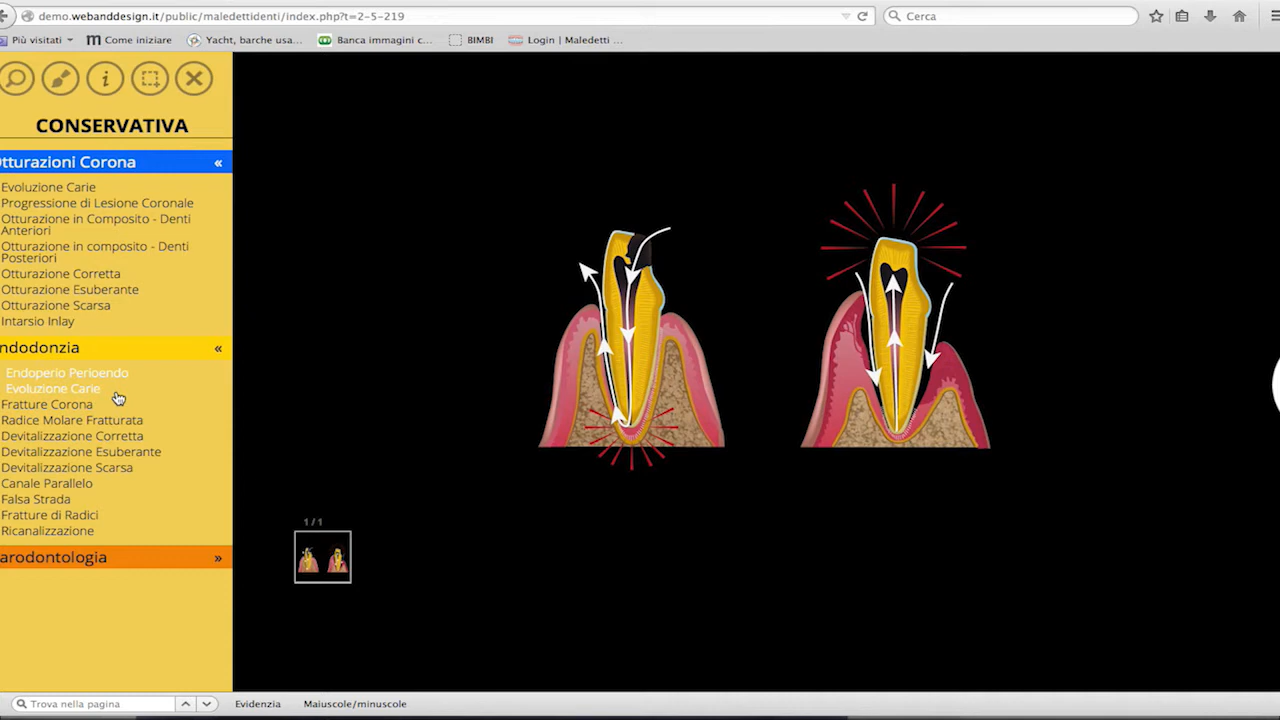 demo.webanddesign.it/public/maledettidenti/index.php?t=2-5-219
Cerca
Più visitati
Come iniziare
Yacht, barche usa...
Banca immagini c...
BIMBI
Login | Maledetti ...
CONSERVATIVA
tturazioni Corona «
Evoluzione Carie
Progressione di Lesione Coronale
Otturazione in Composito - Denti
Anteriori
Otturazione in composito - Denti
Posteriori
Otturazione Corretta
Otturazione Esuberante
Otturazione Scarsa
Intarsio Inlay
ndodonzia «
Endoperio Perioendo
Evoluzione Carie
Fratture Corona
Radice Molare Fratturata
Devitalizzazione Corretta
Devitalizzazione Esuberante
Devitalizzazione Scarsa
Canale Parallelo
Falsa Strada
Fratture di Radici
Ricanalizzazione
arodontologia »
1 / 1
Trova nella pagina
Evidenzia
Maiuscole/minuscole